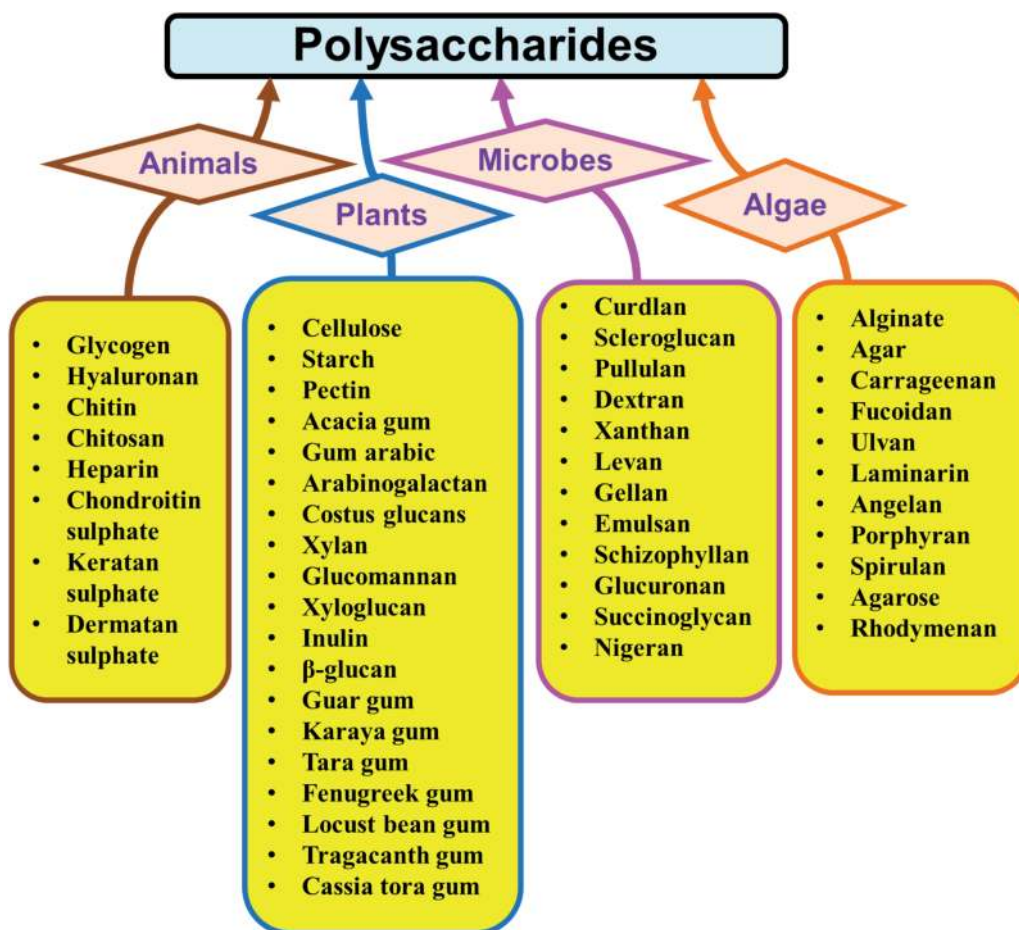 Polysaccharides
Animals
Plants
Microbes
Algae
• Glycogen
• Hyaluronan
• Chitin
• Chitosan
• Heparin
• Chondroitin
sulphate
• Keratan
sulphate
• Dermatan
sulphate
• Cellulose
• Starch
• Pectin
• Acacia gum
• Gum arabic
• Arabinogalactan
• Costus glucans
• Xylan
• Glucomannan
• Xyloglucan
• Inulin
• β-glucan
• Guar gum
• Karaya gum
• Tara gum
• Fenugreek gum
• Locust bean gum
• Tragacanth gum
• Cassia tora gum
• Curdlan
• Scleroglucan
• Pullulan
• Dextran
• Xanthan
• Levan
• Gellan
• Emulsan
• Schizophyllan
• Glucuronan
• Succinoglycan
• Nigeran
• Alginate
• Agar
• Carrageenan
• Fucoidan
• Ulvan
• Laminarin
• Angelan
• Porphyran
• Spirulan
• Agarose
• Rhodymenan